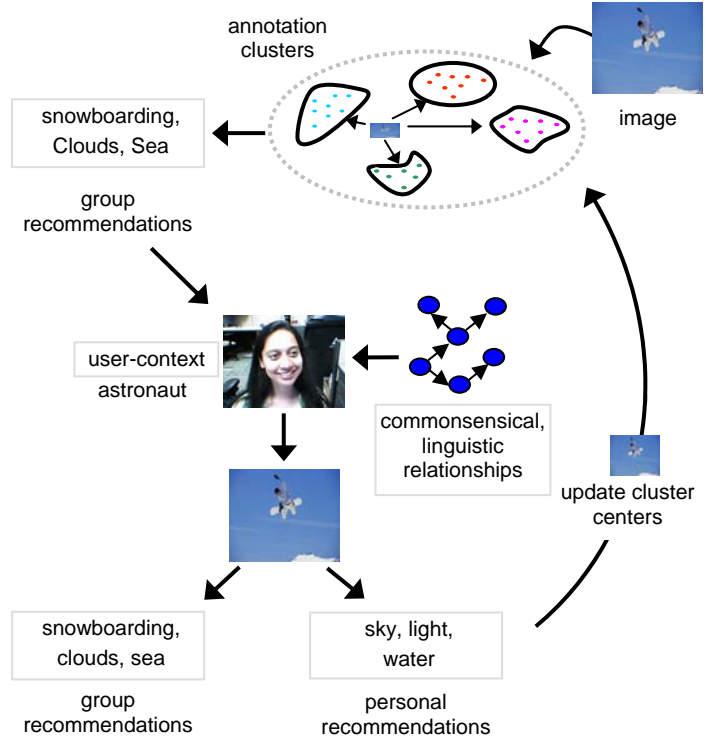 annotation
clusters
image
snowboarding,
Clouds, Sea
group
recommendations
user-context
astronaut
commonsensical,
linguistic
relationships
update cluster
centers
snowboarding,
clouds, sea
group
recommendations
sky, light,
water
personal
recommendations